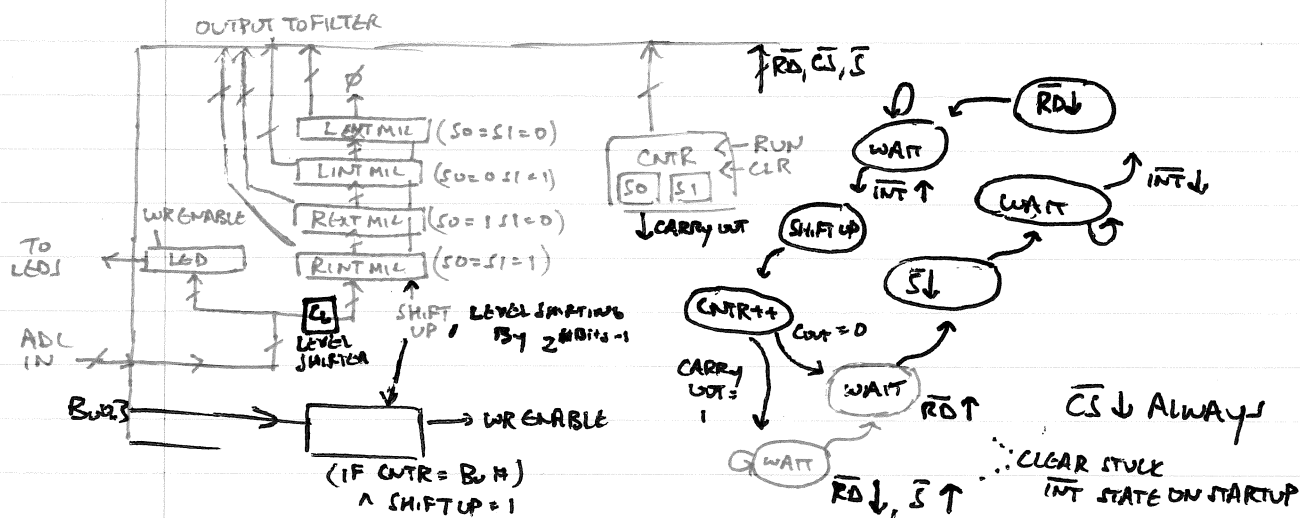 OUTPUT TO FILTER
RD, CS, S
RD↓
Ø
LEXT MIL (S0=S1=0)
CNTR
RUN
CLR
WAIT
INT↑
LINT MIL (S0=0 S1=1)
S0 S1
WAIT
INT↓
WR ENABLE
REXT MIL (S0=1 S1=0)
CARRY OUT
SHIFT UP
TO
LEDS
LED
RINT MIL (S0=S1=1)
S↓
CL
LEVEL
SHIFTER
SHIFT
UP
LEVEL SHIFTING
By 2^#Bits-1
CNTR++
COUT=0
ADC
IN
CARRY
OUT=
1
WAIT
RD↑
CS↓ ALWAYS
WR ENABLE
WAIT
RD↓, S↑
CLEAR STUCK
INT STATE ON STARTUP
(IF CNTR=Bu#)
^ SHIFT UP=1